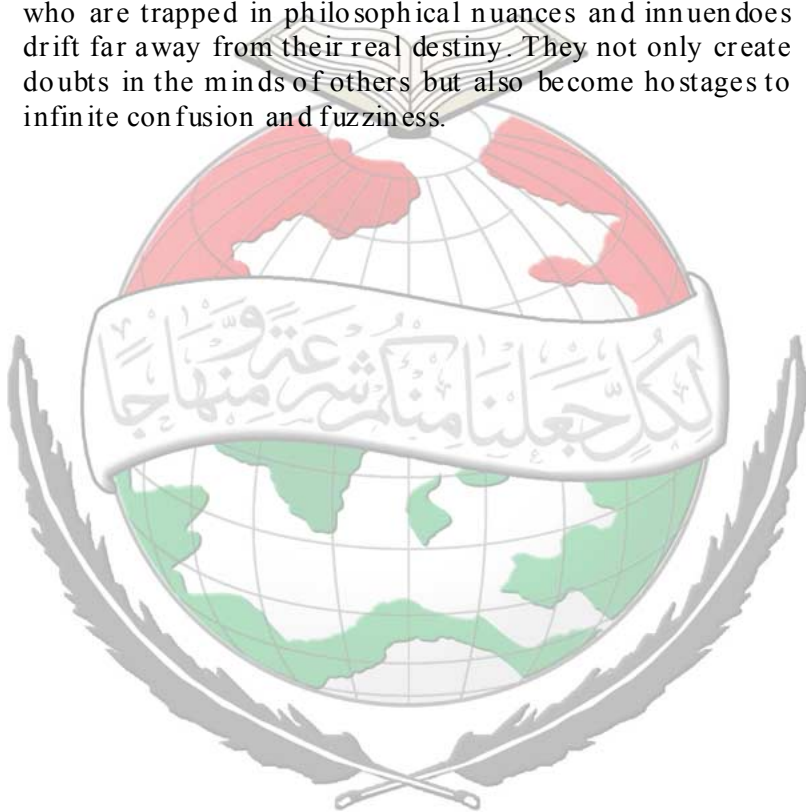 who are trapped in philosophical nuances and innuendoes
drift far away from their real destiny. They not only create
doubts in the minds of others but also become hostages to
infinite confusion and fuzziness.
لِكُلٍّ جَعَلْنَا مِنكُمْ شِرْعَةً وَّمِنْهَاجًا